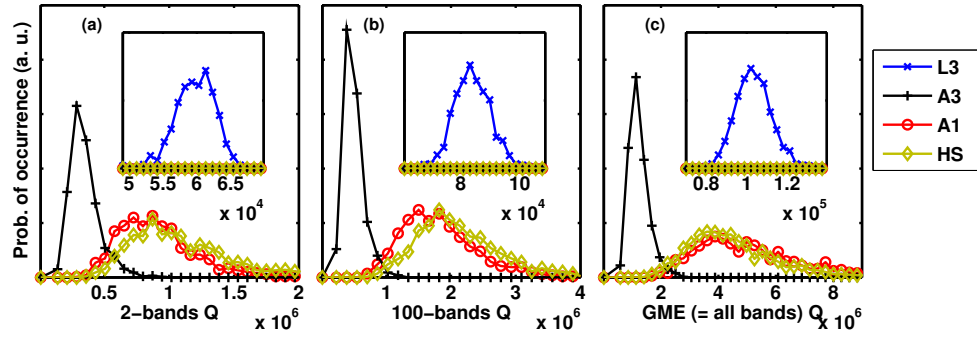 Prob. of occurrence (a. u.)
(a)
5 5.5 6 6.5
x 10^4
0.5 1 1.5 2
2−bands Q
x 10^6
(b)
8 10
x 10^4
0 1 2 3 4
100−bands Q
x 10^6
(c)
0.8 1 1.2
x 10^5
0 2 4 6 8
GME (= all bands) Q
x 10^6
L3
A3
A1
HS